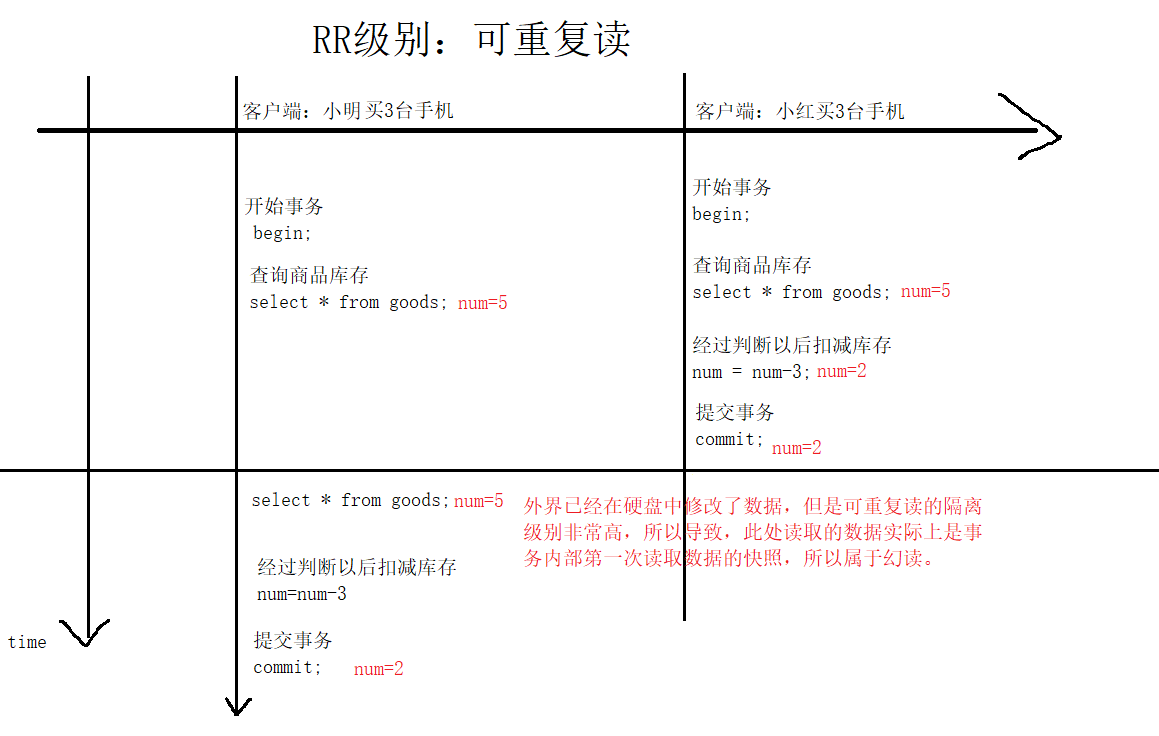 RR级别：可重复读
客户端：小明买3台手机
客户端：小红买3台手机
开始事务
begin;
查询商品库存
select * from goods; num=5
开始事务
begin;
查询商品库存
select * from goods; num=5
经过判断以后扣减库存
num = num-3; num=2
提交事务
commit; num=2
select * from goods; num=5
外界已经在硬盘中修改了数据，但是可重复读的隔离
级别非常高，所以导致，此处读取的数据实际上是事
务内部第一次读取数据的快照，所以属于幻读。
经过判断以后扣减库存
num=num-3
提交事务
commit; num=2
time